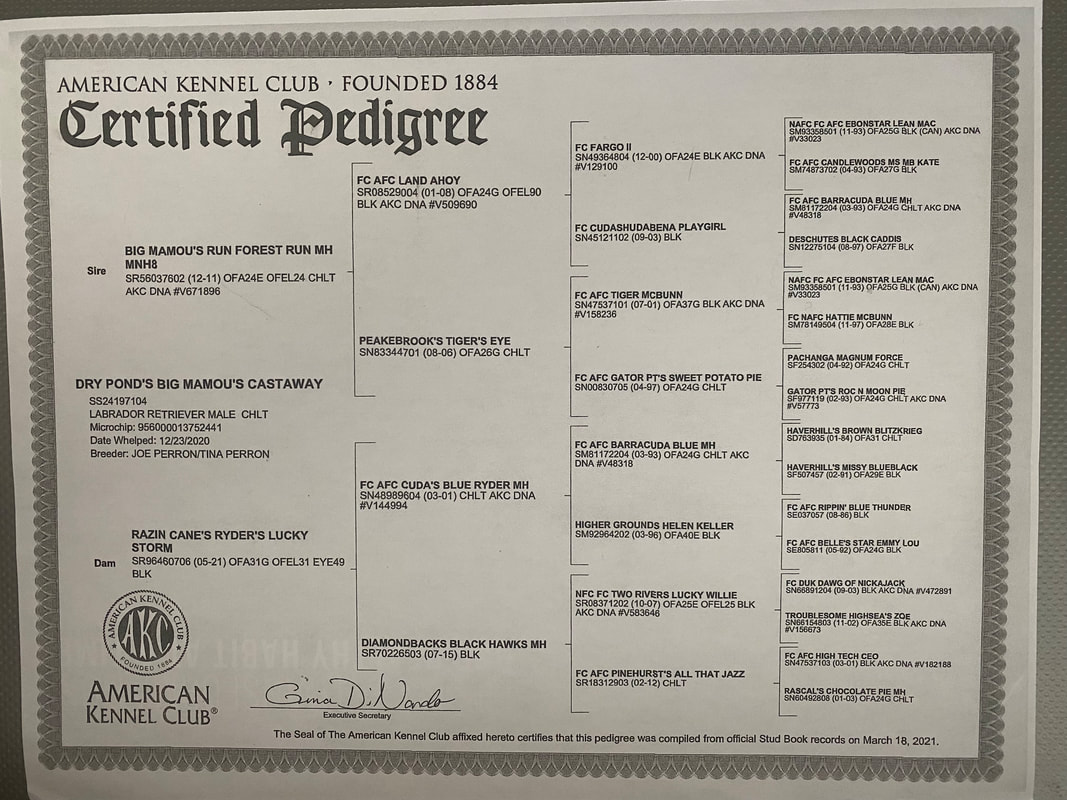 AMERICAN KENNEL CLUB · FOUNDED 1884
Certified Pedigree
Sire
BIG MAMOU'S RUN FOREST RUN MH
MNH8
SR56037602 (12-11) OFA24E OFEL24 CHLT
AKC DNA #V671896
DRY POND'S BIG MAMOU'S CASTAWAY
SS24197104
LABRADOR RETRIEVER MALE CHLT
Microchip: 956000013752441
Date Whelped: 12/23/2020
Breeder: JOE PERRON/TINA PERRON
Dam
RAZIN CANE'S RYDER'S LUCKY
STORM
SR96460706 (05-21) OFA31G OFEL31 EYE49
BLK
FC AFC LAND AHOY
SR08529004 (01-08) OFA24G OFEL90
BLK AKC DNA #V509690
PEAKEBROOK'S TIGER'S EYE
SN83344701 (08-06) OFA26G CHLT
FC AFC CUDA'S BLUE RYDER MH
SN48989604 (03-01) CHLT AKC DNA
#V144994
DIAMONDBACKS BLACK HAWKS MH
SR70226503 (07-15) BLK
FC FARGO II
SN49364804 (12-00) OFA24E BLK AKC DNA
#V129100
FC CUDASHUDABENA PLAYGIRL
SN45121102 (09-03) BLK
FC AFC TIGER MCBUNN
SN47537101 (07-01) OFA37G BLK AKC DNA
#V158236
FC AFC GATOR PT'S SWEET POTATO PIE
SN00830705 (04-97) OFA24G CHLT
FC AFC BARRACUDA BLUE MH
SM81172204 (03-93) OFA24G CHLT AKC
DNA #V48318
HIGHER GROUNDS HELEN KELLER
SM92964202 (03-96) OFA40E BLK
NFC FC TWO RIVERS LUCKY WILLIE
SR08371202 (10-07) OFA25E OFEL25 BLK
AKC DNA #V583646
FC AFC PINEHURST'S ALL THAT JAZZ
SR18312903 (02-12) CHLT
NAFC FC AFC EBONSTAR LEAN MAC
SM93358501 (11-93) OFA25G BLK (CAN) AKC DNA
#V33023
FC AFC CANDLEWOODS MS MB KATE
SM74873702 (04-93) OFA27G BLK
FC AFC BARRACUDA BLUE MH
SM81172204 (03-93) OFA24G CHLT AKC DNA
#V48318
DESCHUTES BLACK CADDIS
SN12275104 (08-97) OFA27F BLK
NAFC FC AFC EBONSTAR LEAN MAC
SM93358501 (11-93) OFA25G BLK (CAN) AKC DNA
#V33023
FC NAFC HATTIE MCBUNN
SM78149504 (11-97) OFA28E BLK
PACHANGA MAGNUM FORCE
SF254302 (04-92) OFA24G CHLT
GATOR PT'S ROC N MOON PIE
SF977119 (02-93) OFA24G CHLT AKC DNA
#V57773
HAVERHILL'S BROWN BLITZKRIEG
SD763935 (01-84) OFA31 CHLT
HAVERHILL'S MISSY BLUEBLACK
SF507457 (02-91) OFA29E BLK
FC AFC RIPPIN' BLUE THUNDER
SE037057 (08-86) BLK
FC AFC BELLE'S STAR EMMY LOU
SE805811 (05-92) OFA24G BLK
FC DUK DAWG OF NICKAJACK
SN66891204 (09-03) BLK AKC DNA #V472891
TROUBLESOME HIGHSEA'S ZOE
SN66154803 (11-02) OFA35E BLK AKC DNA
#V156673
FC AFC HIGH TECH CEO
SN47537103 (03-01) BLK AKC DNA #V182188
RASCAL'S CHOCOLATE PIE MH
SN60492808 (01-03) OFA24G CHLT
AMERICAN KENNEL CLUB
AKC
FOUNDED 1884
AMERICAN
KENNEL CLUB®
Gina DiNardo
Executive Secretary
The Seal of The American Kennel Club affixed hereto certifies that this pedigree was compiled from official Stud Book records on March 18, 2021.